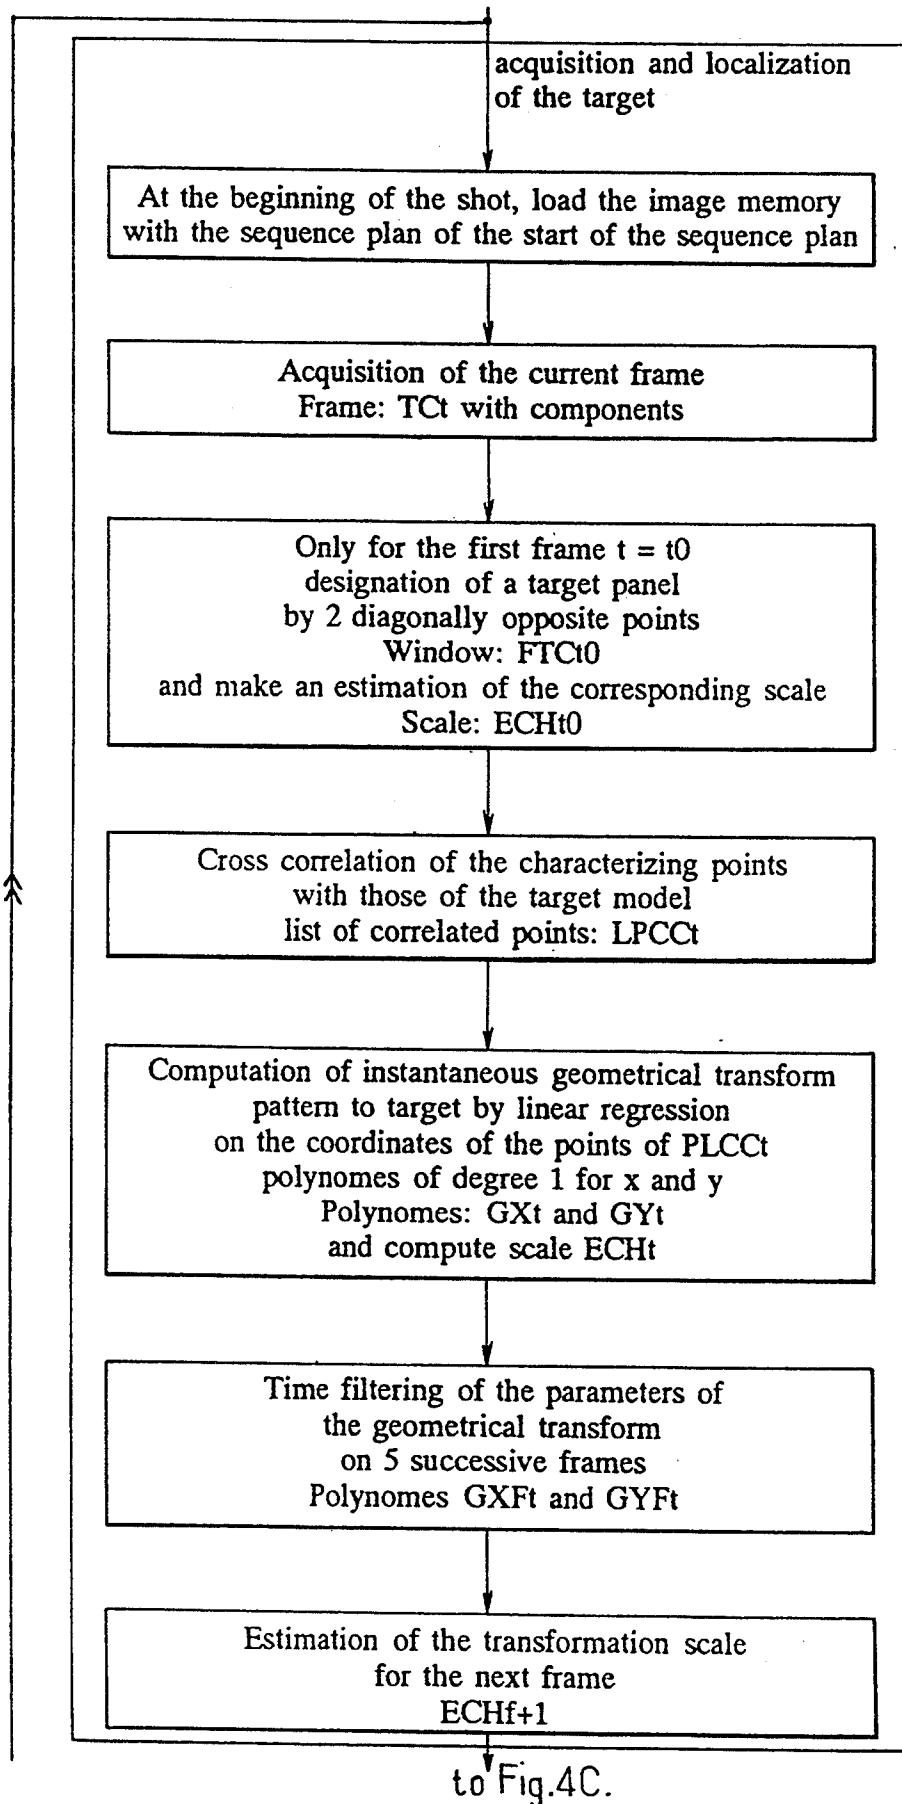 acquisition and localization
of the target
At the beginning of the shot, load the image memory
with the sequence plan of the start of the sequence plan
Acquisition of the current frame
Frame: TCt with components
Only for the first frame t = t0
designation of a target panel
by 2 diagonally opposite points
Window: FTCt0
and make an estimation of the corresponding scale
Scale: ECHt0
Cross correlation of the characterizing points
with those of the target model
list of correlated points: LPCCt
Computation of instantaneous geometrical transform
pattern to target by linear regression
on the coordinates of the points of PLCCt
polynomes of degree 1 for x and y
Polynomes: GXt and GYt
and compute scale ECHt
Time filtering of the parameters of
the geometrical transform
on 5 successive frames
Polynomes GXFt and GYFt
Estimation of the transformation scale
for the next frame
ECHf+1
to Fig.4C.